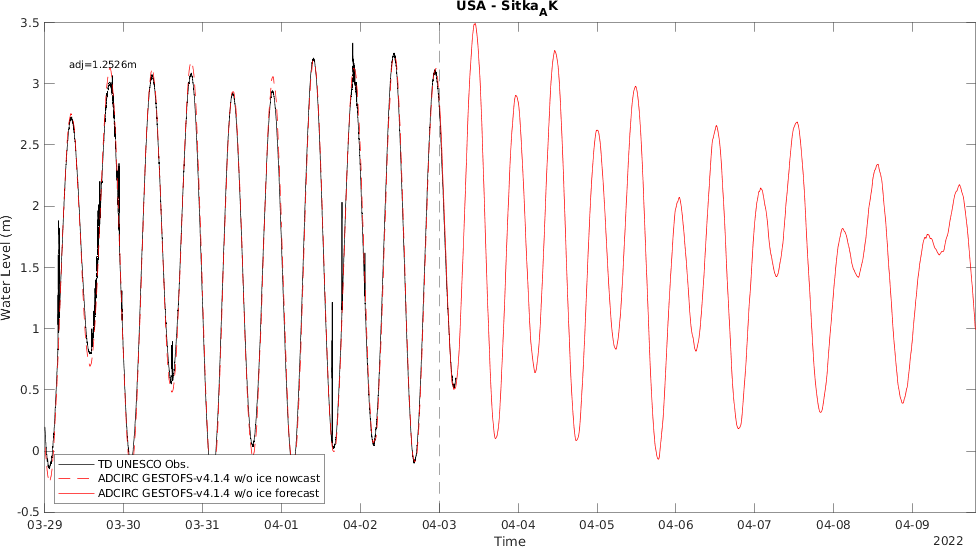 USA - Sitka_AK
adj=1.2526m
3.5
3
2.5
2
1.5
1
0.5
0
-0.5
Water Level (m)
TD UNESCO Obs.
ADCIRC GESTOFS-v4.1.4 w/o ice nowcast
ADCIRC GESTOFS-v4.1.4 w/o ice forecast
03-29 03-30 03-31 04-01 04-02 04-03 04-04 04-05 04-06 04-07 04-08 04-09
Time
2022